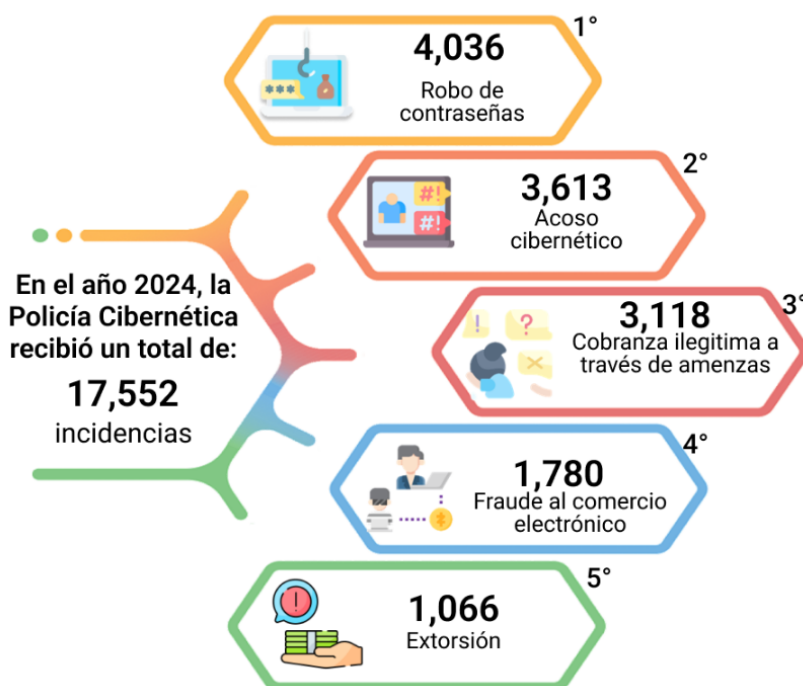 En el año 2024, la
Policía Cibernética
recibió un total de:
17,552
incidencias
1°
4,036
Robo de
contraseñas
***
2°
3,613
Acoso
cibernético
#!
#!
3°
3,118
Cobranza ilegitima a
través de amenzas
!
?
4°
1,780
Fraude al comercio
electrónico
5°
1,066
Extorsión
!